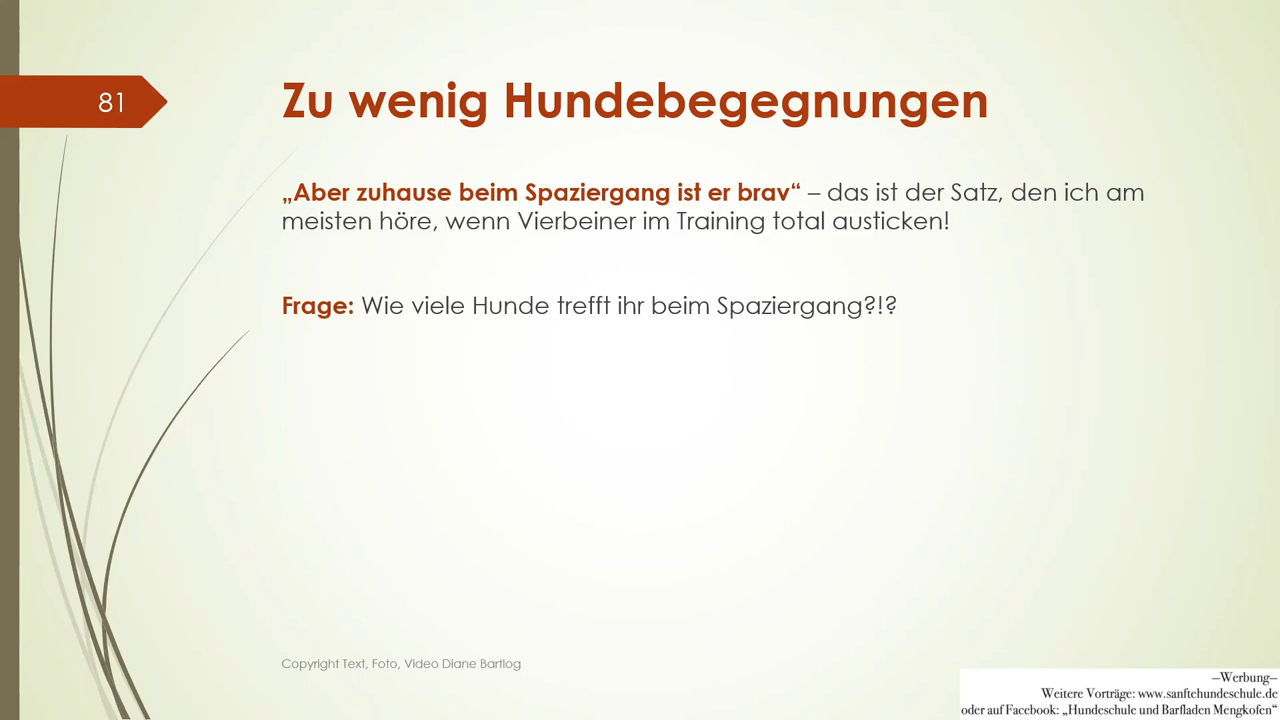 81
Zu wenig Hundebegegnungen
„Aber zuhause beim Spaziergang ist er brav“ – das ist der Satz, den ich am
meisten höre, wenn Vierbeiner im Training total austicken!
Frage: Wie viele Hunde trefft ihr beim Spaziergang?!?
Copyright Text, Foto, Video Diane Bartlog
--Werbung--
Weitere Vorträge: www.sanftehundeschule.de
oder auf Facebook: „Hundeschule und Barfladen Mengkofen“